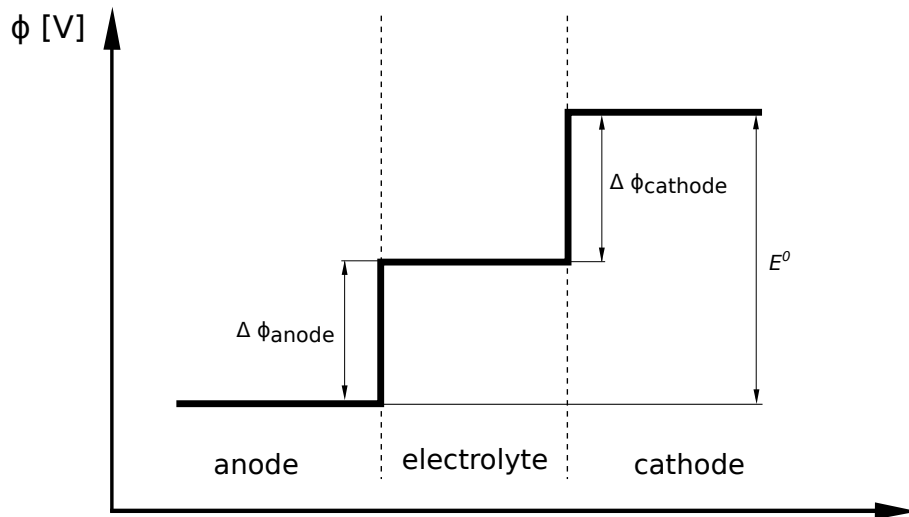 ϕ [V]
Δ ϕcathode
E⁰
Δ ϕanode
anode
electrolyte
cathode